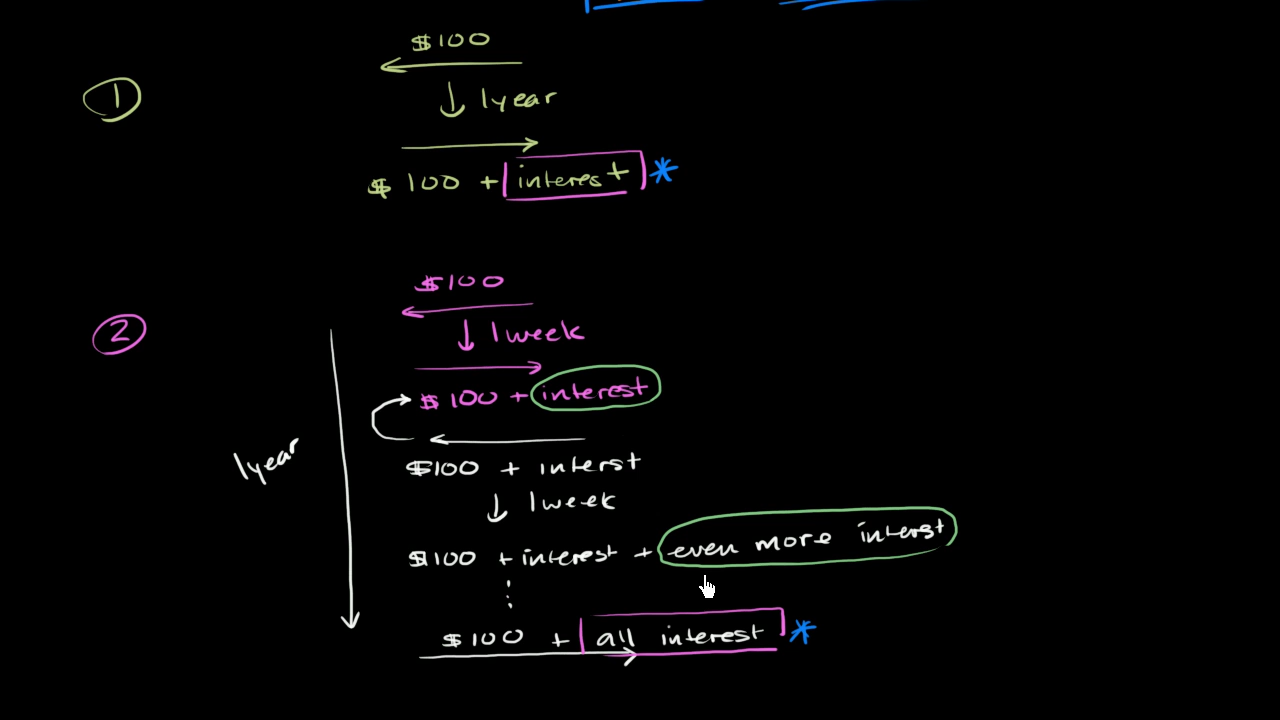 $100
1
↓ 1year
$ 100 + interest *
$100
2
↓ 1week
$ 100 + interest
1year
$100 + interst
↓ 1week
$100 + interest + even more interst
⋮
$100 + all interest *